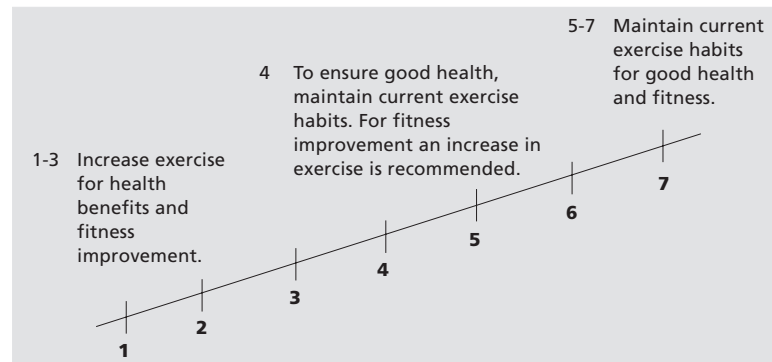 5-7 Maintain current
exercise habits
for good health
and fitness.
4 To ensure good health,
maintain current exercise
habits. For fitness
improvement an increase in
exercise is recommended.
1-3 Increase exercise
for health
benefits and
fitness
improvement.
1
2
3
4
5
6
7